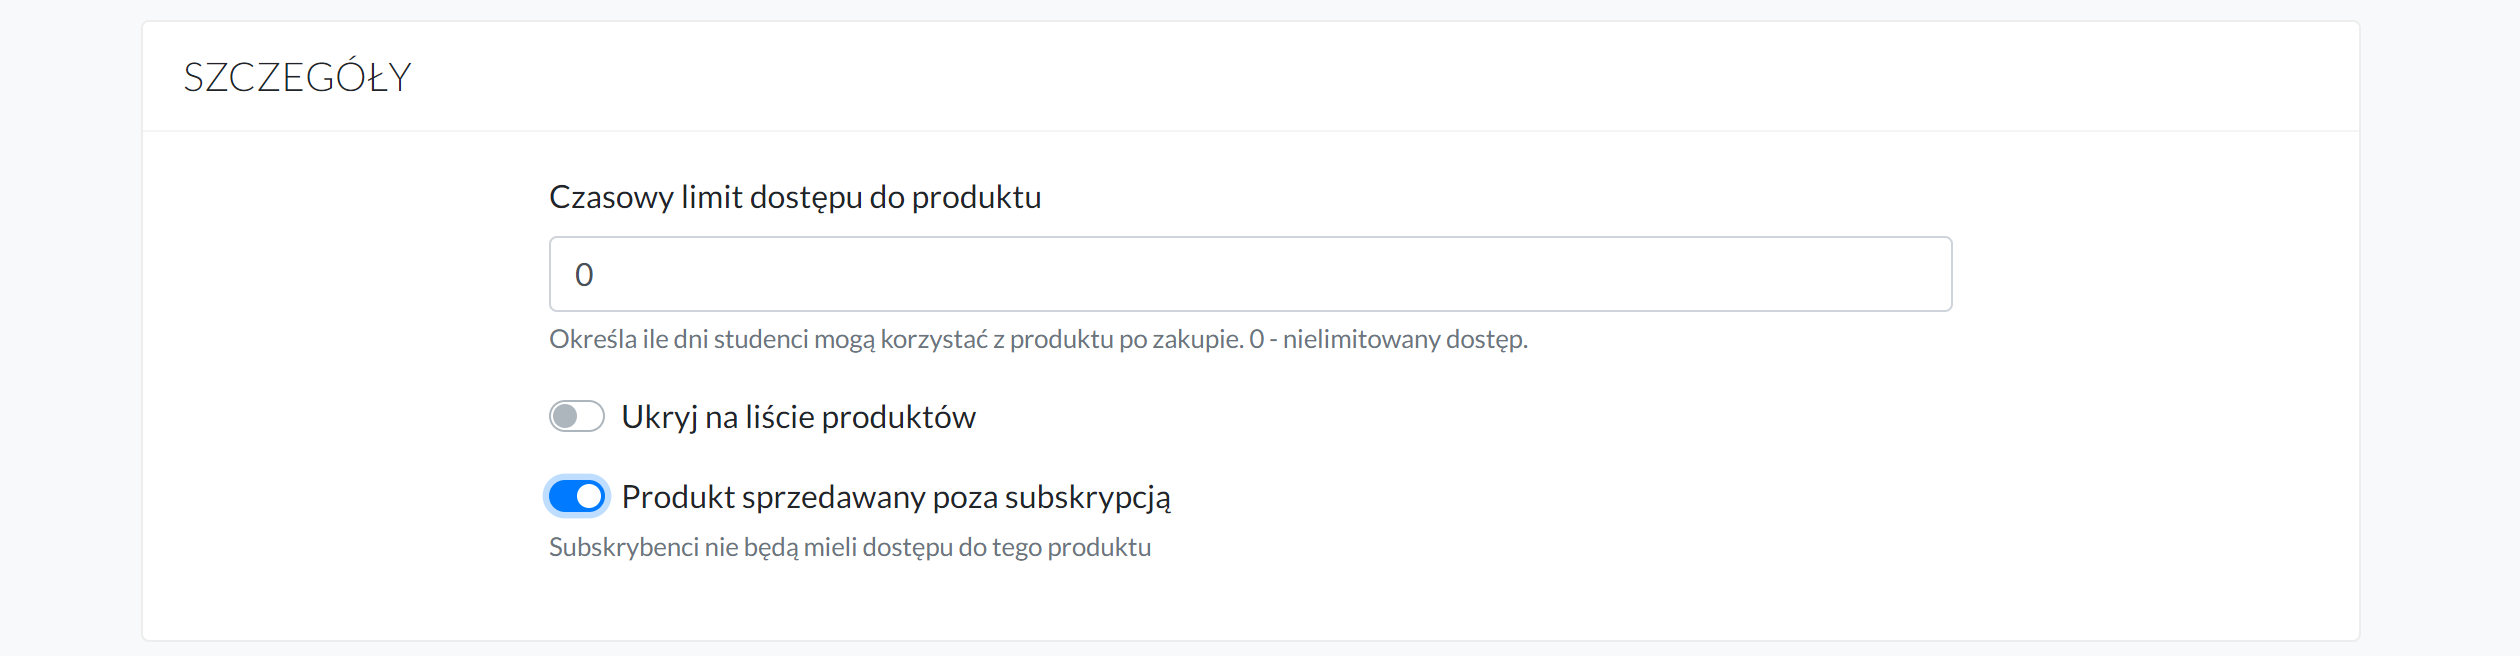 SZCZEGÓŁY
Czasowy limit dostępu do produktu
0
Określa ile dni studenci mogą korzystać z produktu po zakupie. 0 - nielimitowany dostęp.
Ukryj na liście produktów
Produkt sprzedawany poza subskrypcją
Subskrybenci nie będą mieli dostępu do tego produktu